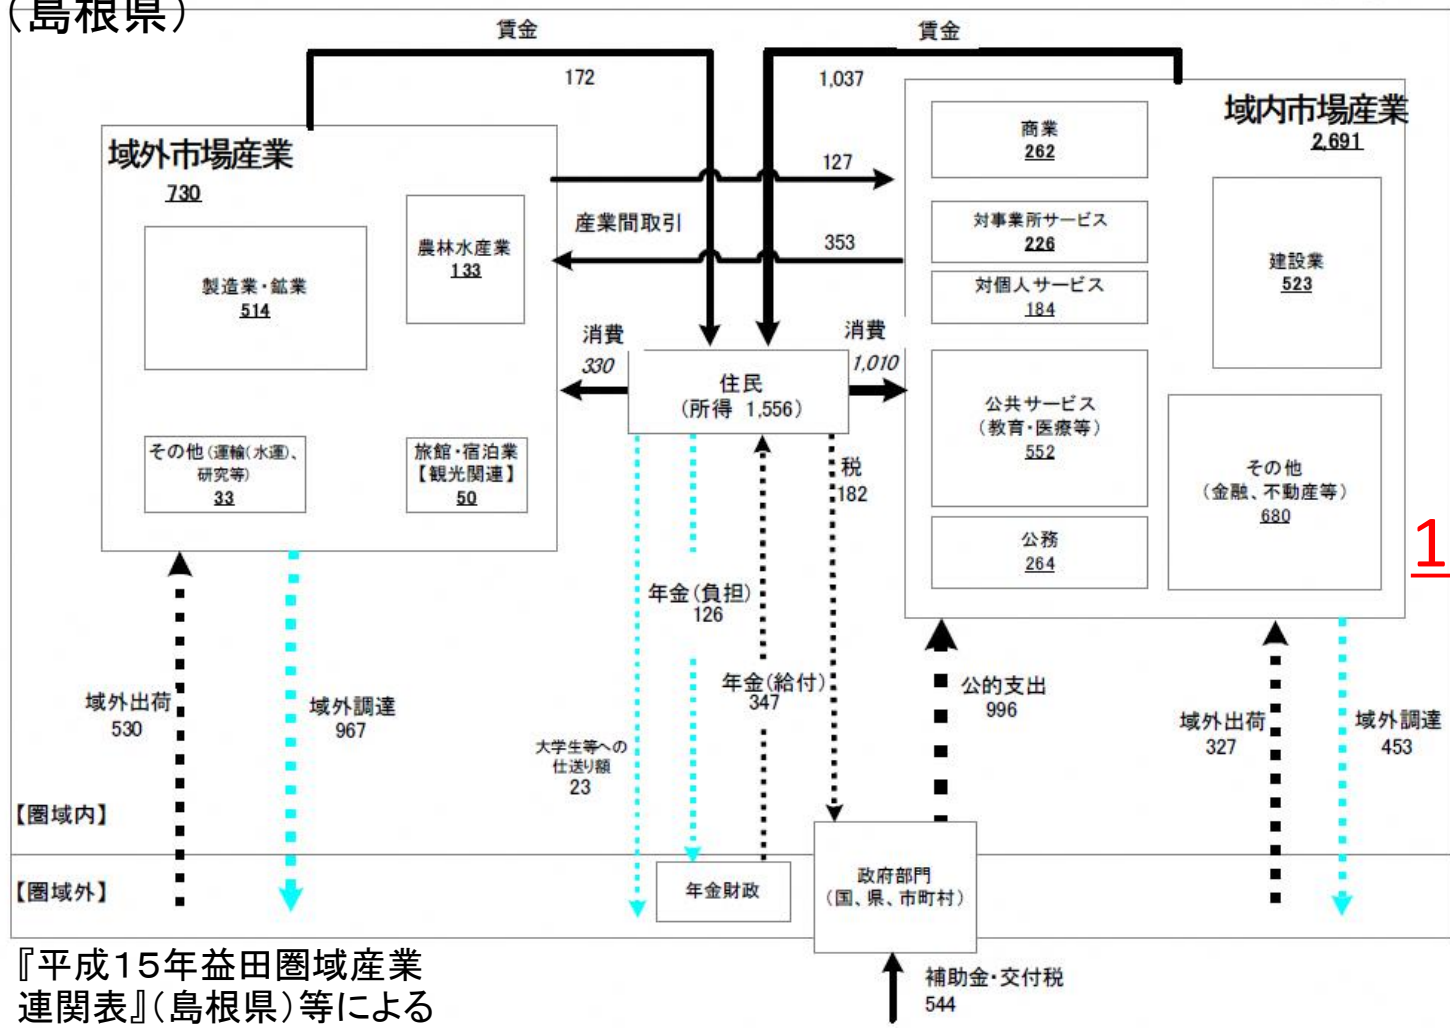 (島根県)
賃金
賃金
172
1,037
域外市場産業
730
域内市場産業
2,691
商業
262
127
産業間取引
対事業所サービス
226
353
農林水産業
133
製造業・鉱業
514
対個人サービス
184
建設業
523
消費
330
消費
1,010
住民
(所得 1,556)
公共サービス
(教育・医療等)
552
その他(運輸(水運)、
研究等)
33
旅館・宿泊業
【観光関連】
50
税
182
その他
(金融、不動産等)
680
公務
264
1
年金(負担)
126
年金(給付)
347
公的支出
996
域外出荷
530
域外調達
967
域外出荷
327
域外調達
453
大学生等への
仕送り額
23
【圏域内】
【圏域外】
年金財政
政府部門
(国、県、市町村)
『平成15年益田圏域産業
連関表』(島根県)等による
補助金・交付税
544